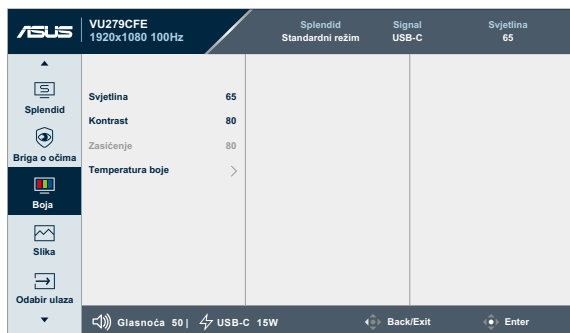 ASUS
VU279CFE
1920x1080 100Hz
Splendid
Standardni režim
Signal
USB-C
Svjetlina
65
Splendid
Briga o očima
Boja
Slika
Odabir ulaza
Svjetlina 65
Kontrast 80
Zasićenje 80
Temperatura boje
Glasnoća 50 | USB-C 15W Back/Exit Enter